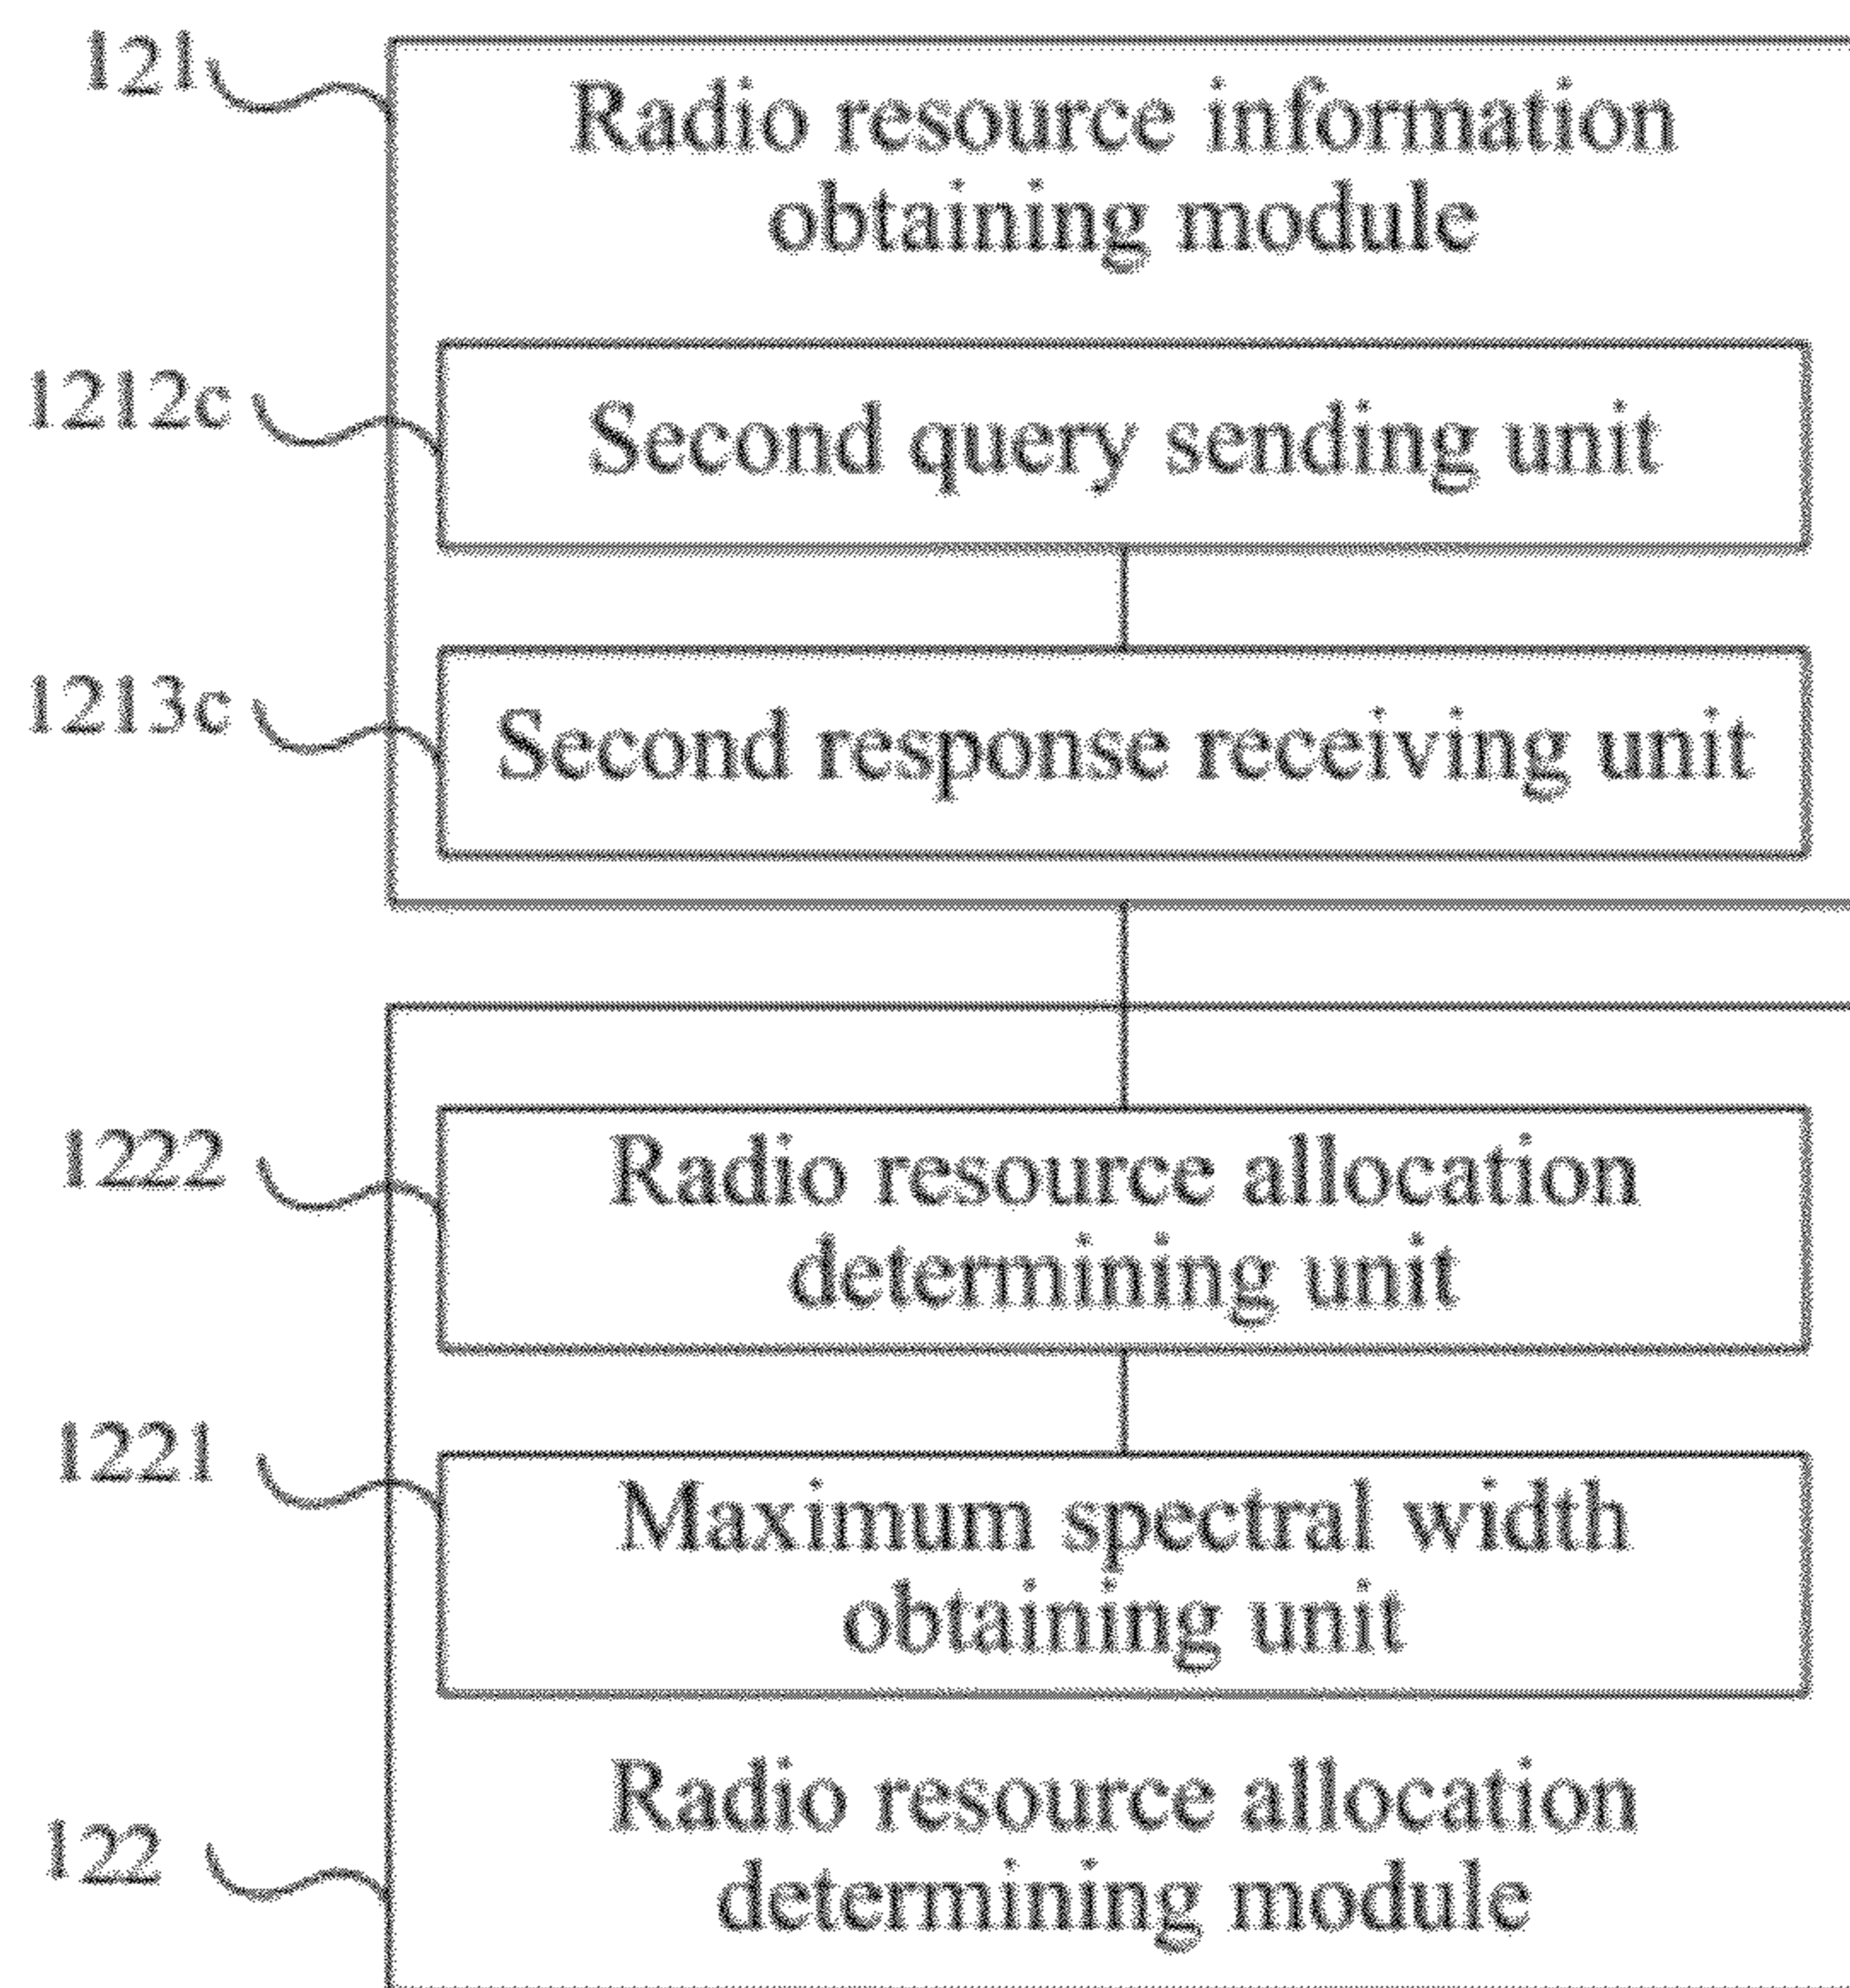 121
Radio resource information
obtaining module
1212c
Second query sending unit
1213c
Second response receiving unit
1222
Radio resource allocation
determining unit
1221
Maximum spectral width
obtaining unit
122
Radio resource allocation
determining module